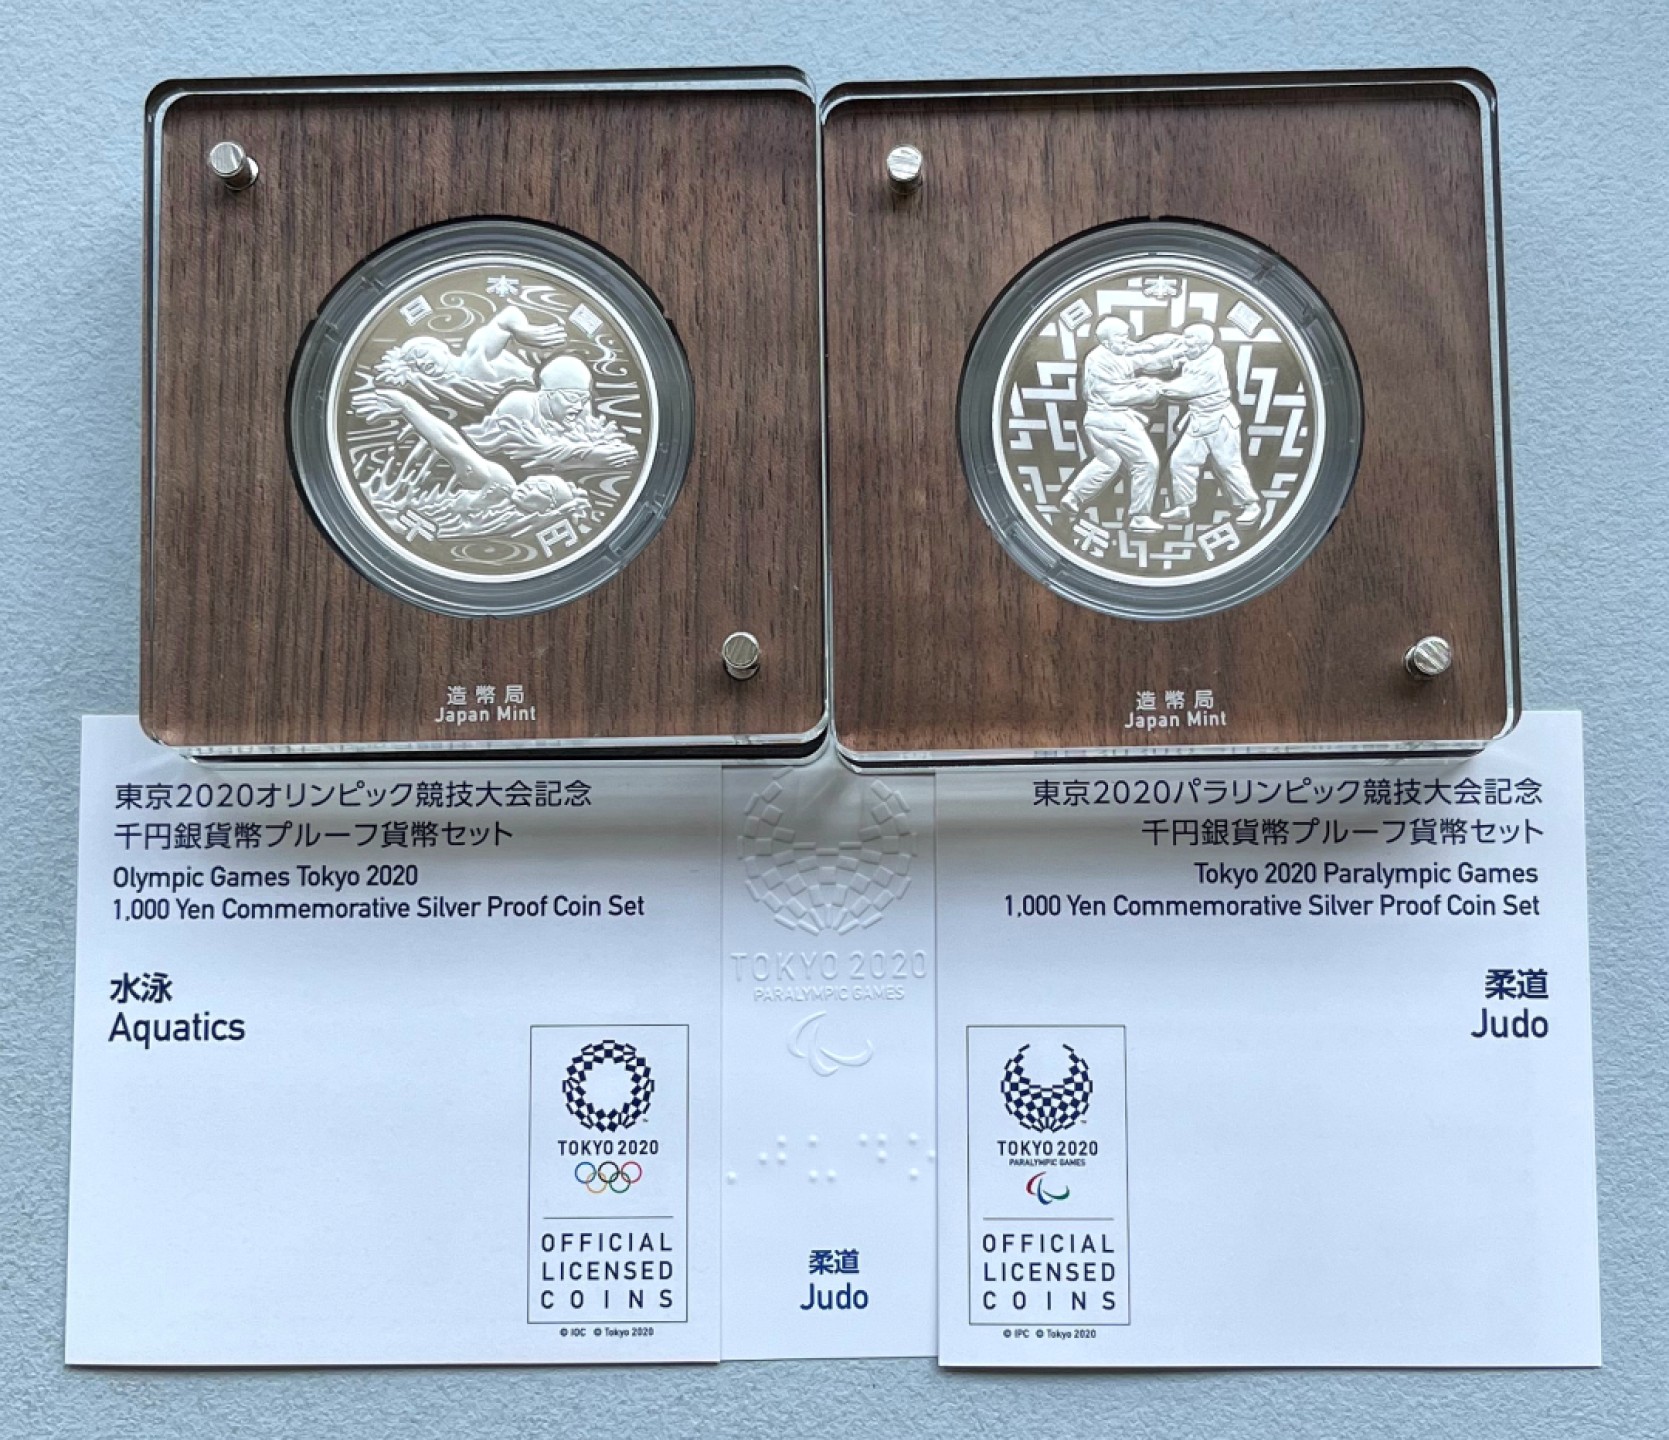 日本国
千円
日本国
千円
造幣局
Japan Mint
造幣局
Japan Mint
東京2020オリンピック競技大会記念
千円銀貨幣プルーフ貨幣セット
Olympic Games Tokyo 2020
1,000 Yen Commemorative Silver Proof Coin Set
水泳
Aquatics
TOKYO 2020
OFFICIAL
LICENSED
COINS
© IOC © Tokyo 2020
TOKYO 2020
PARALYMPIC GAMES
柔道
Judo
東京2020パラリンピック競技大会記念
千円銀貨幣プルーフ貨幣セット
Tokyo 2020 Paralympic Games
1,000 Yen Commemorative Silver Proof Coin Set
柔道
Judo
TOKYO 2020
PARALYMPIC GAMES
OFFICIAL
LICENSED
COINS
© IPC © Tokyo 2020